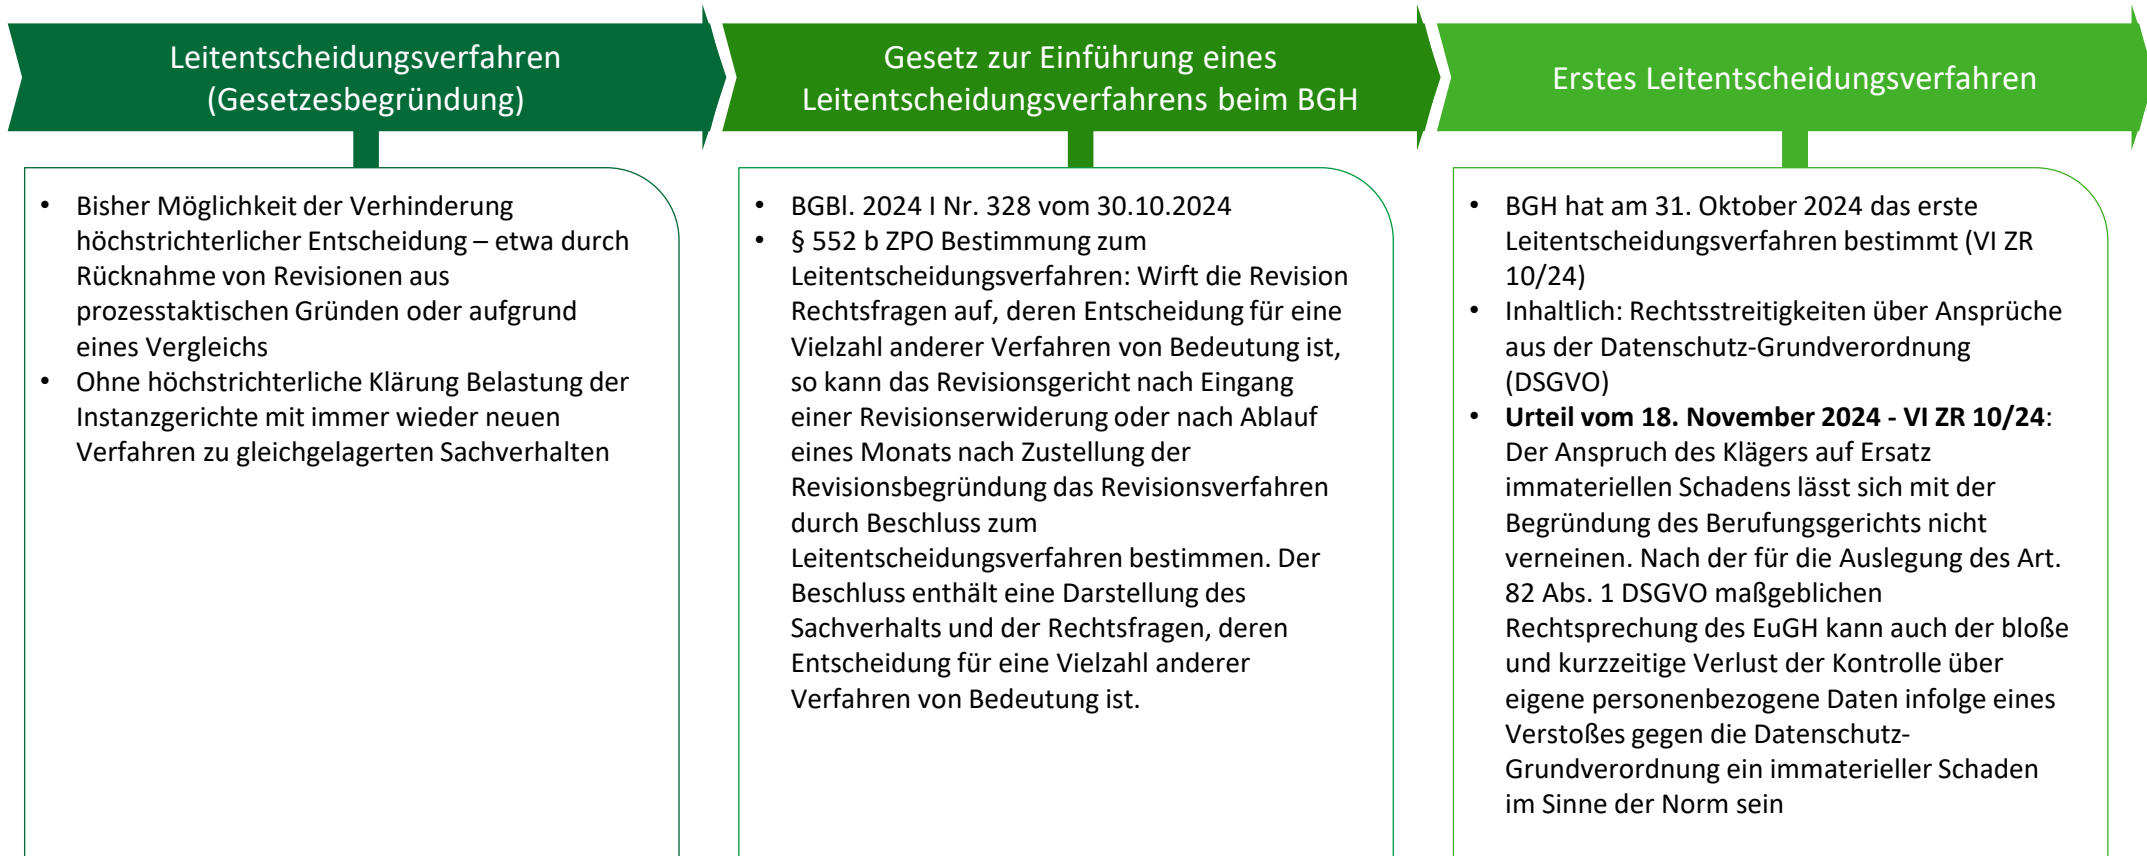 Leitentscheidungsverfahren
(Gesetzesbegründung)
• Bisher Möglichkeit der Verhinderung
höchstrichterlicher Entscheidung – etwa durch
Rücknahme von Revisionen aus
prozesstaktischen Gründen oder aufgrund
eines Vergleichs
• Ohne höchstrichterliche Klärung Belastung der
Instanzgerichte mit immer wieder neuen
Verfahren zu gleichgelagerten Sachverhalten
Gesetz zur Einführung eines
Leitentscheidungsverfahrens beim BGH
• BGBl. 2024 I Nr. 328 vom 30.10.2024
• § 552 b ZPO Bestimmung zum
Leitentscheidungsverfahren: Wirft die Revision
Rechtsfragen auf, deren Entscheidung für eine
Vielzahl anderer Verfahren von Bedeutung ist,
so kann das Revisionsgericht nach Eingang
einer Revisionserwiderung oder nach Ablauf
eines Monats nach Zustellung der
Revisionsbegründung das Revisionsverfahren
durch Beschluss zum
Leitentscheidungsverfahren bestimmen. Der
Beschluss enthält eine Darstellung des
Sachverhalts und der Rechtsfragen, deren
Entscheidung für eine Vielzahl anderer
Verfahren von Bedeutung ist.
Erstes Leitentscheidungsverfahren
• BGH hat am 31. Oktober 2024 das erste
Leitentscheidungsverfahren bestimmt (VI ZR
10/24)
• Inhaltlich: Rechtsstreitigkeiten über Ansprüche
aus der Datenschutz-Grundverordnung
(DSGVO)
• Urteil vom 18. November 2024 - VI ZR 10/24:
Der Anspruch des Klägers auf Ersatz
immateriellen Schadens lässt sich mit der
Begründung des Berufungsgerichts nicht
verneinen. Nach der für die Auslegung des Art.
82 Abs. 1 DSGVO maßgeblichen
Rechtsprechung des EuGH kann auch der bloße
und kurzzeitige Verlust der Kontrolle über
eigene personenbezogene Daten infolge eines
Verstoßes gegen die Datenschutz-
Grundverordnung ein immaterieller Schaden
im Sinne der Norm sein